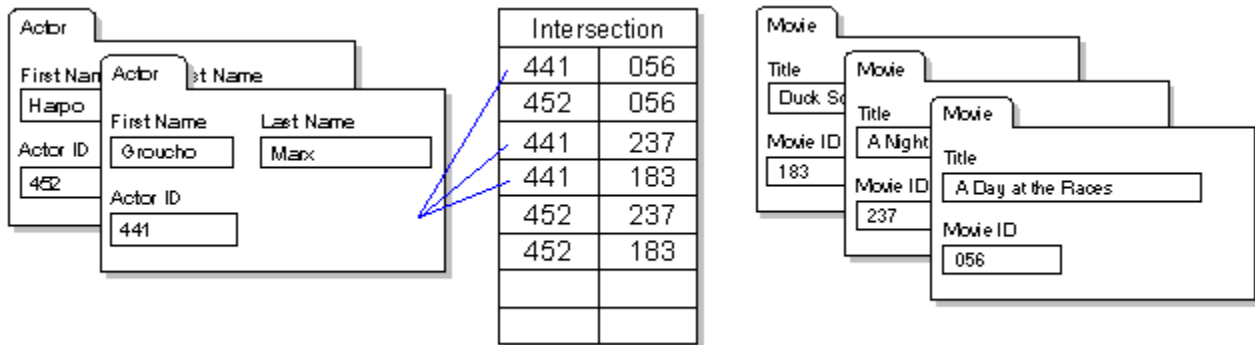 Actor
First Nam
st Name
Harpo
Actor ID
452
Actor
First Name Last Name
Groucho Marx
Actor ID
441
Intersection
441 056
452 056
441 237
441 183
452 237
452 183
Movie
Title
Duck So
Movie ID
183
Movie
Title
A Night
Movie ID
237
Movie
Title
A Day at the Races
Movie ID
056